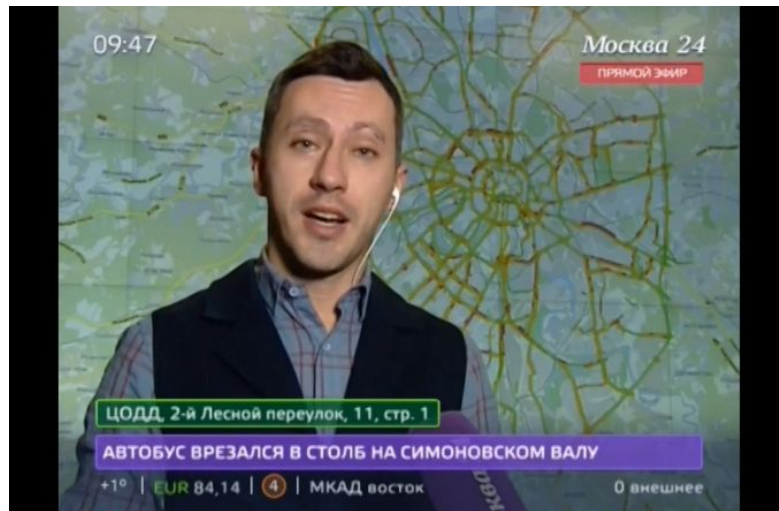 09:47
Москва 24
ПРЯМОЙ ЭФИР
ЦОДД, 2-й Лесной переулок, 11, стр. 1
АВТОБУС ВРЕЗАЛСЯ В СТОЛБ НА СИМОНОВСКОМ ВАЛУ
+1° | EUR 84,14 | 4 | МКАД восток 0 внешнее